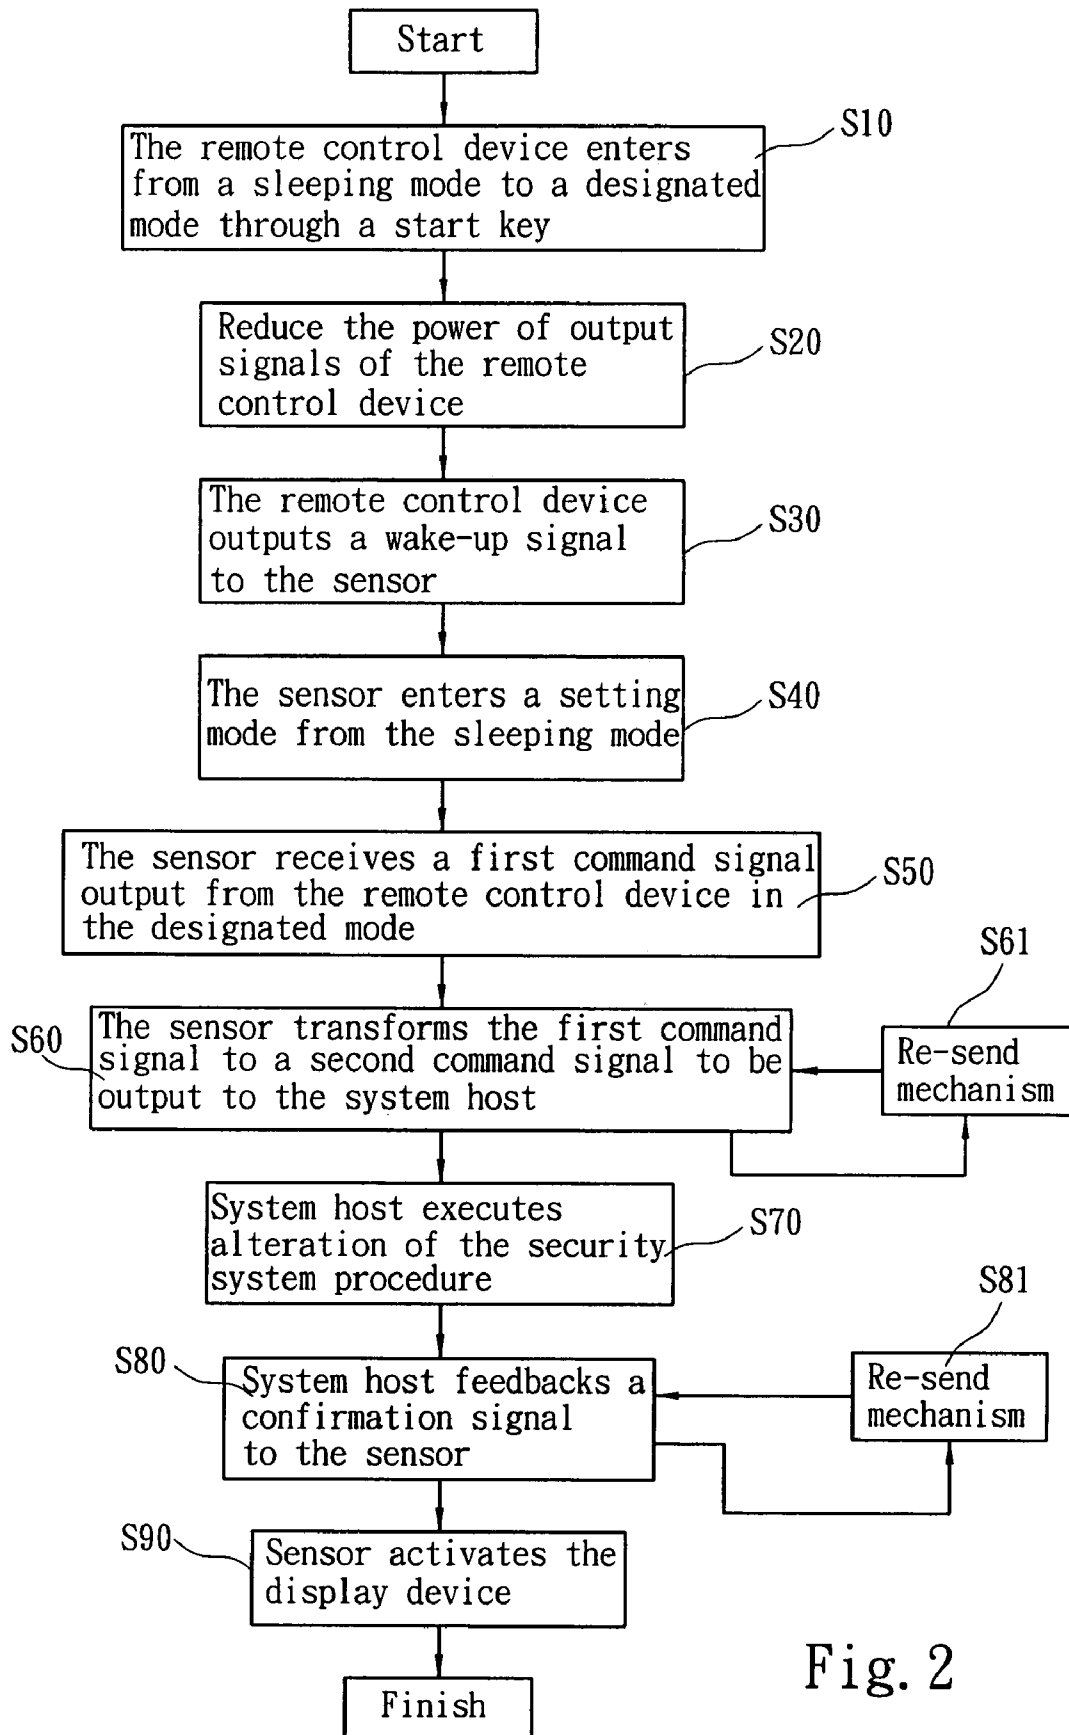 Start
S10
The remote control device enters
from a sleeping mode to a designated
mode through a start key
Reduce the power of output
signals of the remote
control device
S20
The remote control device
outputs a wake-up signal
to the sensor
S30
The sensor enters a setting
mode from the sleeping mode
S40
The sensor receives a first command signal
output from the remote control device in
the designated mode
S50
S61
S60
The sensor transforms the first command
signal to a second command signal to be
output to the system host
Re-send
mechanism
System host executes
alteration of the security
system procedure
S70
S81
S80
System host feedbacks a
confirmation signal
to the sensor
Re-send
mechanism
S90
Sensor activates the
display device
Finish
Fig. 2